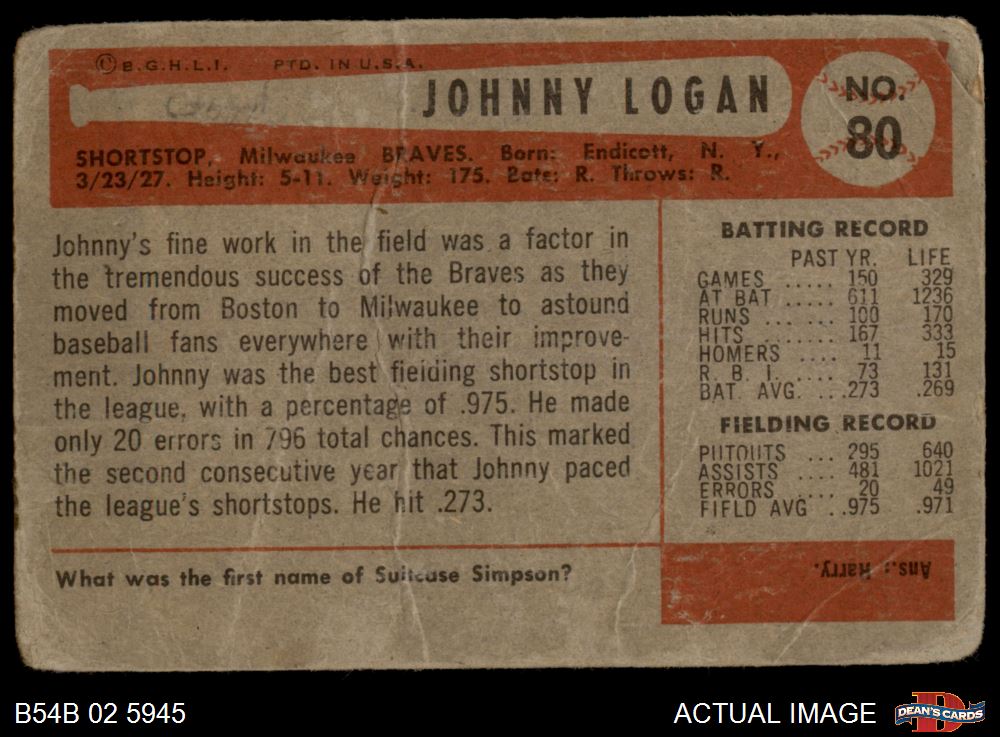 © B.G.H.L.I. PTD. IN U.S.A.
JOHNNY LOGAN
NO.
80
SHORTSTOP, Milwaukee BRAVES. Born: Endicott, N. Y.,
3/23/27. Height: 5-11. Weight: 175. Bats: R. Throws: R.
Johnny's fine work in the field was a factor in
the tremendous success of the Braves as they
moved from Boston to Milwaukee to astound
baseball fans everywhere with their improve-
ment. Johnny was the best fielding shortstop in
the league, with a percentage of .975. He made
only 20 errors in 796 total chances. This marked
the second consecutive year that Johnny paced
the league's shortstops. He hit .273.
What was the first name of Suitcase Simpson?
BATTING RECORD
PAST YR. LIFE
GAMES ..... 150 329
AT BAT ..... 611 1236
RUNS ... ... 100 170
HITS ........ 167 333
HOMERS .... 11 15
R. B. I. ..... 73 131
BAT. AVG. ... .273 .269
FIELDING RECORD
PUTOUTS ... 295 640
ASSISTS .... 481 1021
ERRORS .... 20 49
FIELD AVG . .975 .971
Ans.: Harry.
B54B 02 5945
ACTUAL IMAGE
DEAN'S CARDS